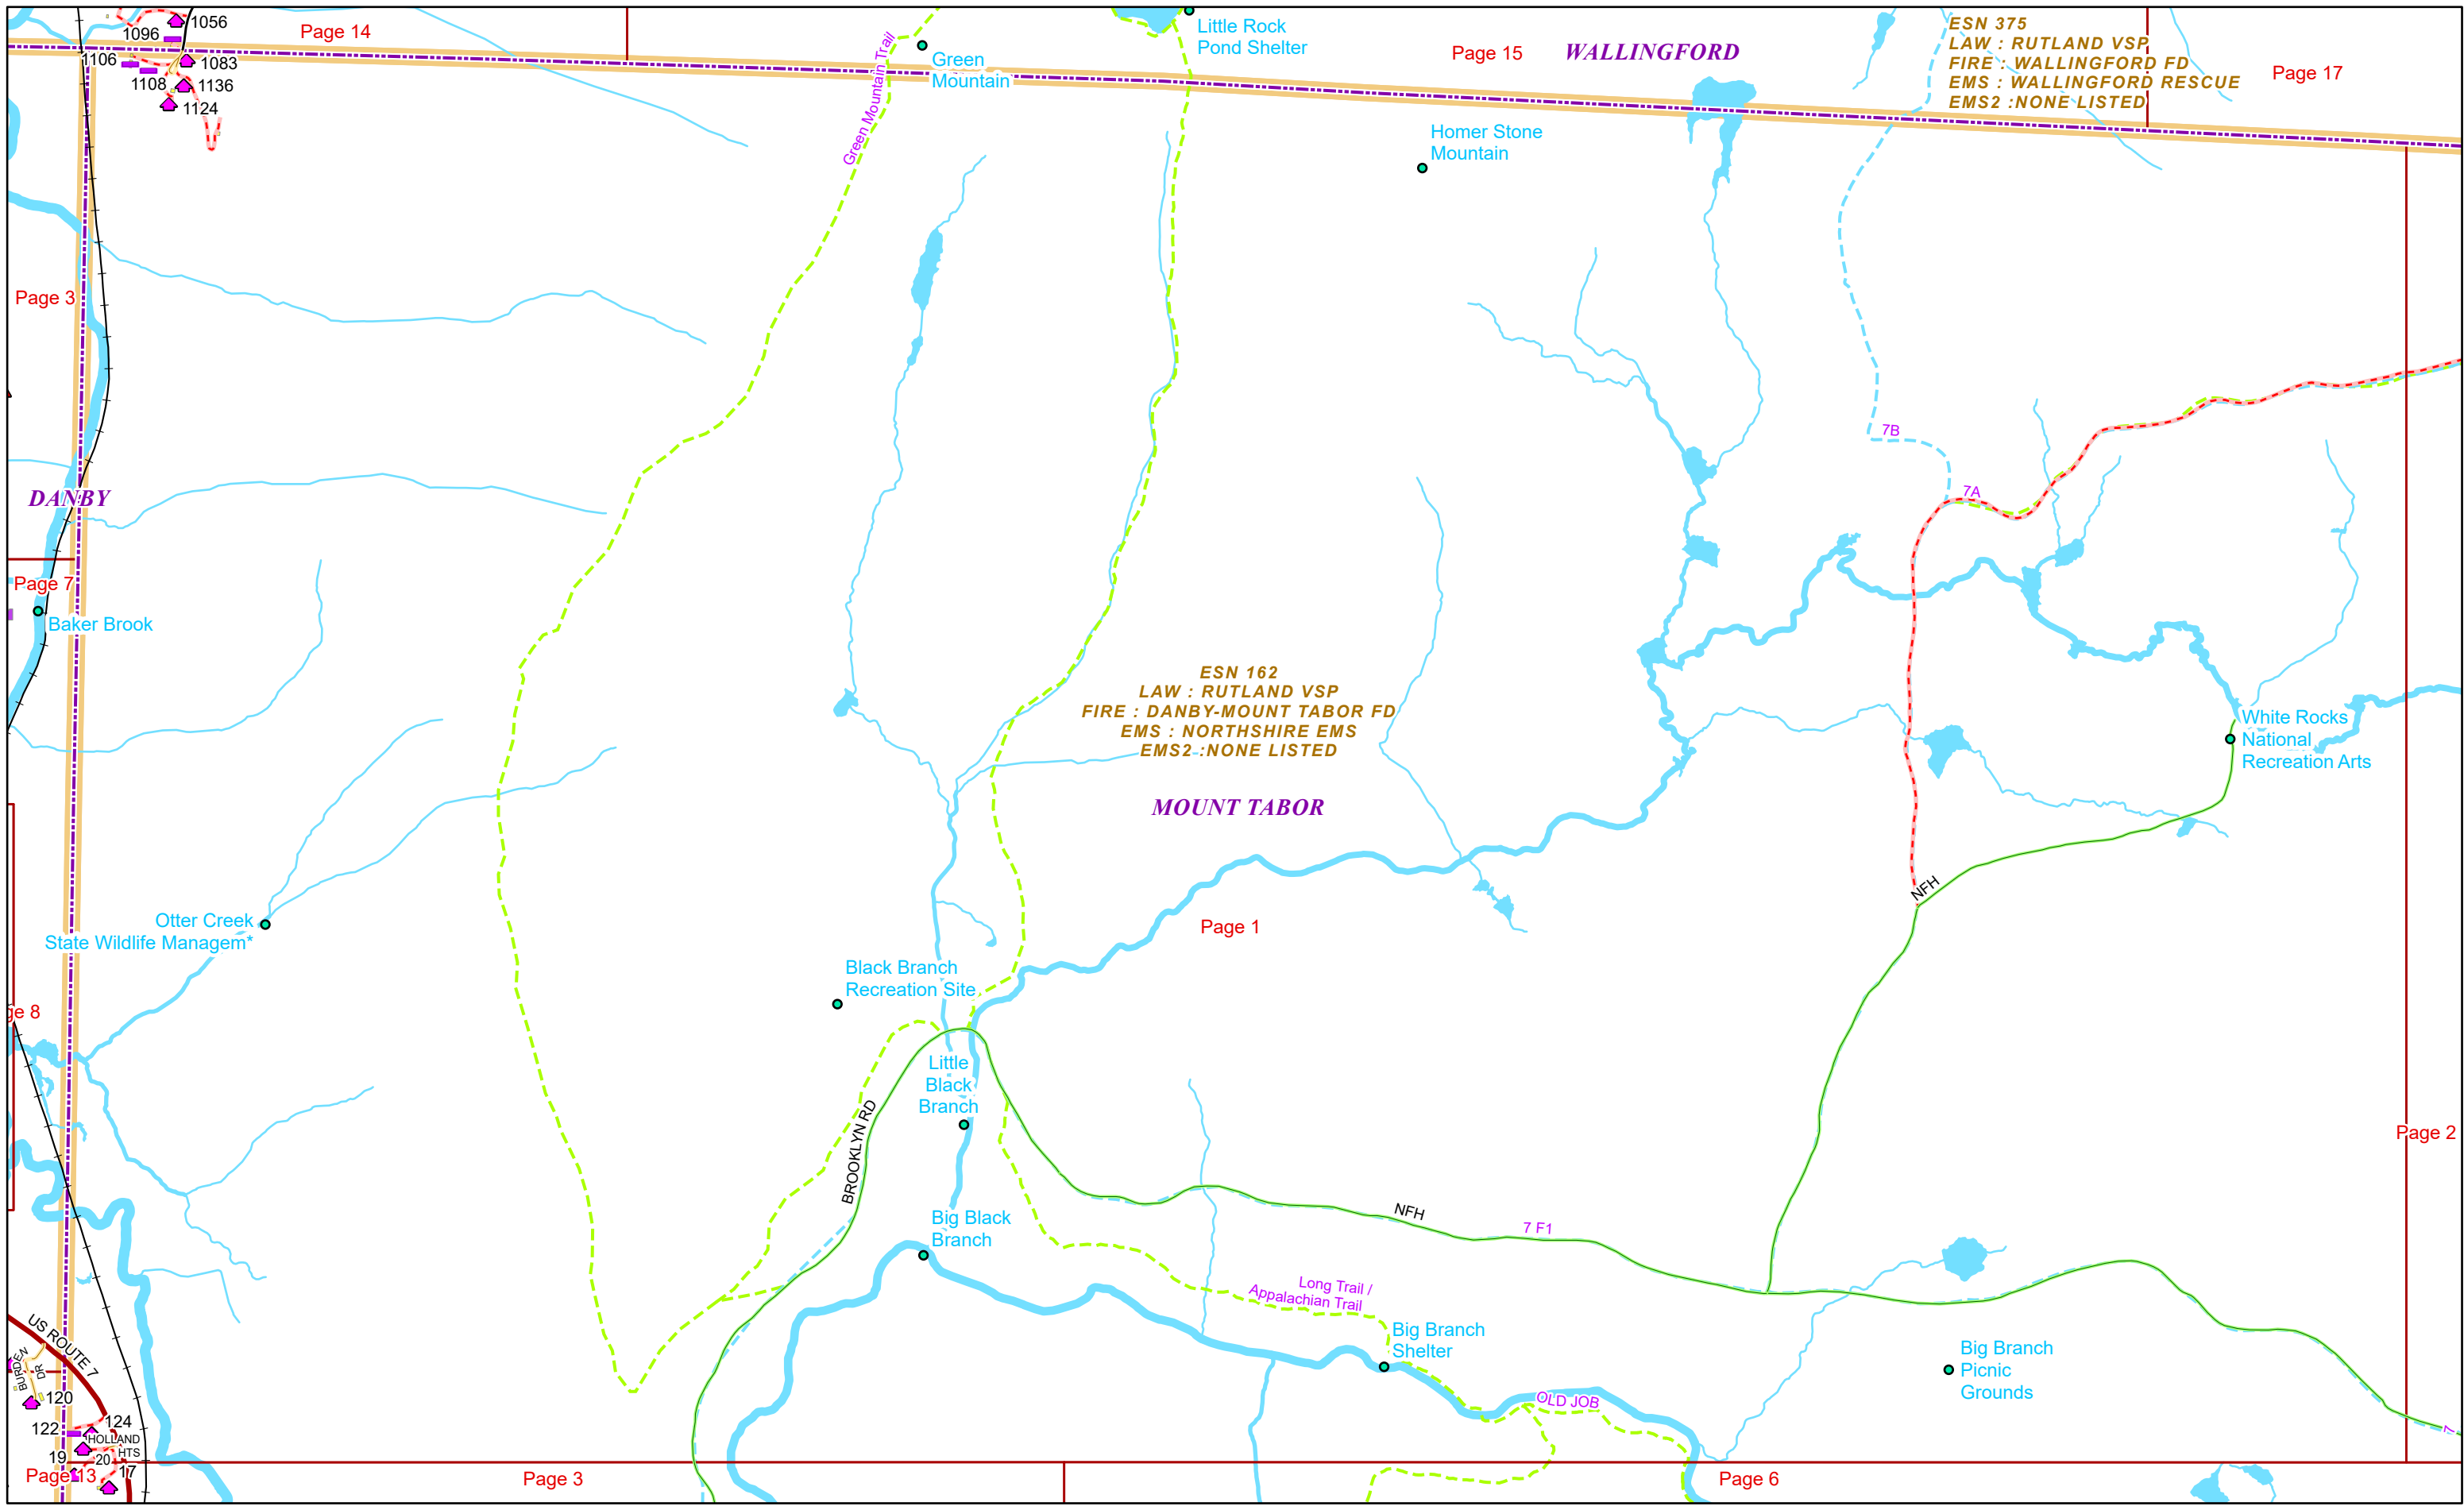 1056
1096
Page 14
1106
1083
1108
1136
1124
Green Mountain Trail
Green
Mountain
Little Rock
Pond Shelter
Page 15
WALLINGFORD
ESN 375
LAW : RUTLAND VSP
FIRE : WALLINGFORD FD
EMS : WALLINGFORD RESCUE
EMS2 :NONE LISTED
Page 17
Homer Stone
Mountain
Page 3
DANBY
7B
7A
Page 7
Baker Brook
ESN 162
LAW : RUTLAND VSP
FIRE : DANBY-MOUNT TABOR FD
EMS : NORTHSHIRE EMS
EMS2 :NONE LISTED
MOUNT TABOR
White Rocks
National
Recreation Arts
NFH
Otter Creek
State Wildlife Managem*
Page 1
Black Branch
Recreation Site
ge 8
Little
Black
Branch
BROOKLYN RD
Page 2
Big Black
Branch
NFH
7 F1
Long Trail /
Appalachian Trail
Big Branch
Shelter
Big Branch
Picnic
Grounds
OLD JOB
US ROUTE 7
BURDEN
DR
120
122
124
HOLLAND
HTS
19
20
17
Page 13
Page 3
Page 6
7